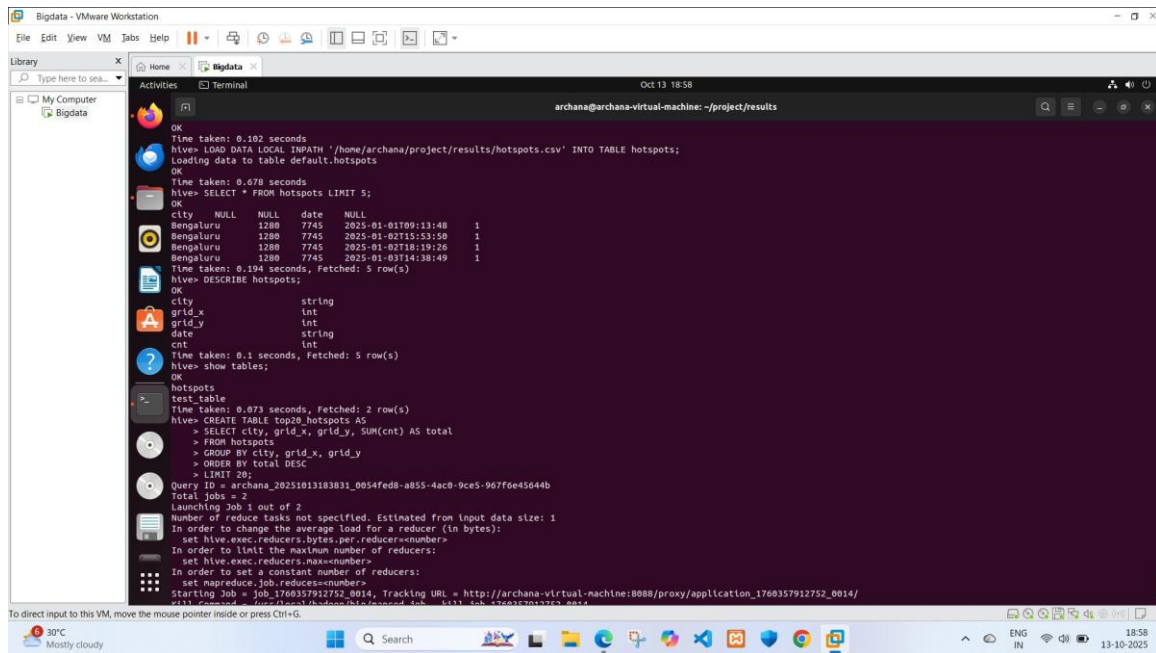 Bigdata - VMware Workstation
File Edit View VM Tabs Help
Library
Home
Bigdata
Type here to sea...
My Computer
Bigdata
Activities Terminal Oct 13 18:58
archana@archana-virtual-machine: ~/project/results
OK
Time taken: 0.102 seconds
hive> LOAD DATA LOCAL INPATH '/home/archana/project/results/hotspots.csv' INTO TABLE hotspots;
Loading data to table default.hotspots
OK
Time taken: 0.678 seconds
hive> SELECT * FROM hotspots LIMIT 5;
OK
city NULL NULL date NULL
Bengaluru 1280 7745 2025-01-01T09:13:48 1
Bengaluru 1280 7745 2025-01-02T15:53:50 1
Bengaluru 1280 7745 2025-01-02T18:19:26 1
Bengaluru 1280 7745 2025-01-03T14:38:49 1
Time taken: 0.194 seconds, Fetched: 5 row(s)
hive> DESCRIBE hotspots;
OK
city string
grid_x int
grid_y int
date string
cnt int
Time taken: 0.1 seconds, Fetched: 5 row(s)
hive> show tables;
OK
hotspots
test_table
Time taken: 0.073 seconds, Fetched: 2 row(s)
hive> CREATE TABLE top20_hotspots AS
> SELECT city, grid_x, grid_y, SUM(cnt) AS total
> FROM hotspots
> GROUP BY city, grid_x, grid_y
> ORDER BY total DESC
> LIMIT 20;
Query ID = archana_20251013183831_0054fed8-a855-4ac0-9ce5-967f6e45644b
Total jobs = 2
Launching Job 1 out of 2
Number of reduce tasks not specified. Estimated from input data size: 1
In order to change the average load for a reducer (in bytes):
set hive.exec.reducers.bytes.per.reducer=<number>
In order to limit the maximum number of reducers:
set hive.exec.reducers.max=<number>
In order to set a constant number of reducers:
set mapreduce.job.reduces=<number>
Starting Job = job_1760357912752_0014, Tracking URL = http://archana-virtual-machine:8088/proxy/application_1760357912752_0014/
Kill Command = /usr/local/hadoop/bin/mapred job -kill job_1760357912752_0014
To direct input to this VM, move the mouse pointer inside or press Ctrl+G.
6
30°C
Mostly cloudy
Search
ENG
IN
18:58
13-10-2025